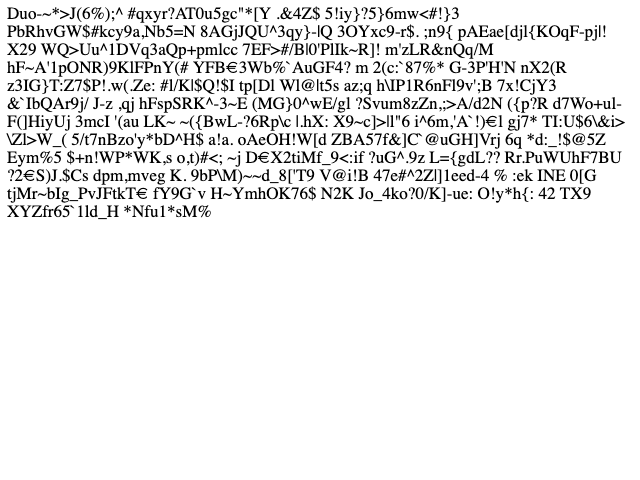 Duo-~*>J(6%);^ #qxyr?AT0u5gc"*[Y .&4Z$ 5!iy}?5}6mw<#!}3
PbRhvGW$#kcy9a,Nb5=N 8AGjJQU^3qy}-|Q 3OYxc9-r$. ;n9{ pAEae[djl{KOqF-pj|!
X29 WQ>Uu^1DVq3aQp+pmlcc 7EF>#/B|0'PlIk~R]! m'zLR&nQq/M
hF~A'1pONR)9KlFPnY(# YFB€3Wb%`AuGF4? m 2(c:`87%* G-3P'H'N nX2(R
z3IG}T:Z7$P!.w(.Ze: #l/K|$Q!$I tp[Dl Wl@|t5s az;q h\IP1R6nFl9v';B 7x!CjY3
&`IbQAr9j/ J-z ,qj hFspSRK^-3~E (MG}0^wE/gl ?Svum8zZn,;>A/d2N ({p?R d7Wo+ul-
F(]HiyUj 3mcI '(au LK~ ~({BwL-?6Rp\c l.hX: X9~c]>|l"6 i^6m,'A`!)€l gj7* TI:U$6\&i>
\Zl>W_( 5/t7nBzo'y*bD^H$ a!a. oAeOH!W[d ZBA57f&]C`@uGH]Vrj 6q *d:_!$@5Z
Eym%5 $+n!WP*WK,s o,t)#<; ~j D€X2tiMf_9<:if ?uG^.9z L={gdL?? Rr.PuWUhF7BU
?2€S)J.$Cs dpm,mveg K. 9bP\M)~~d_8['T9 V@i!B 47e#^2Zl]1eed-4 % :ek INE 0[G
tjMr~bIg_PvJFtkT€ fY9G`v H~YmhOK76$ N2K Jo_4ko?0/K]-ue: O!y*h{: 42 TX9
XYZfr65`1ld_H *Nfu1*sM%